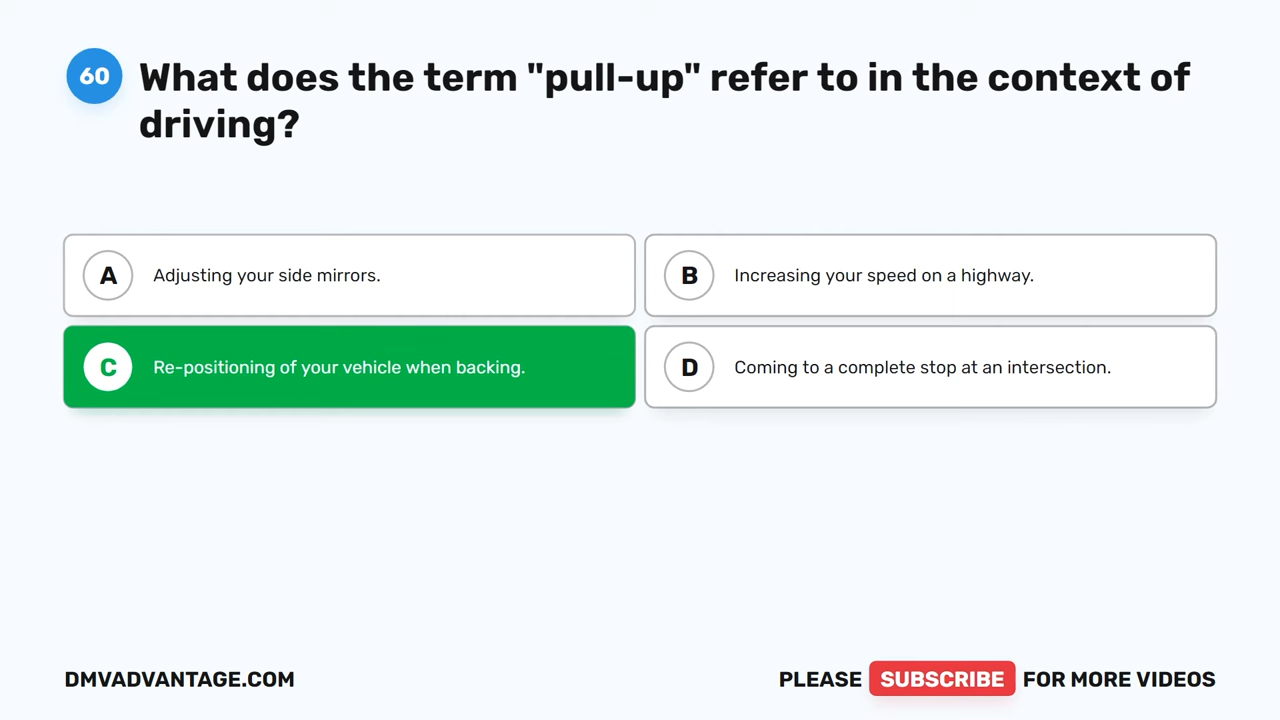 60
What does the term "pull-up" refer to in the context of
driving?
A Adjusting your side mirrors.
B Increasing your speed on a highway.
C Re-positioning of your vehicle when backing.
D Coming to a complete stop at an intersection.
DMVADVANTAGE.COM
PLEASE SUBSCRIBE FOR MORE VIDEOS